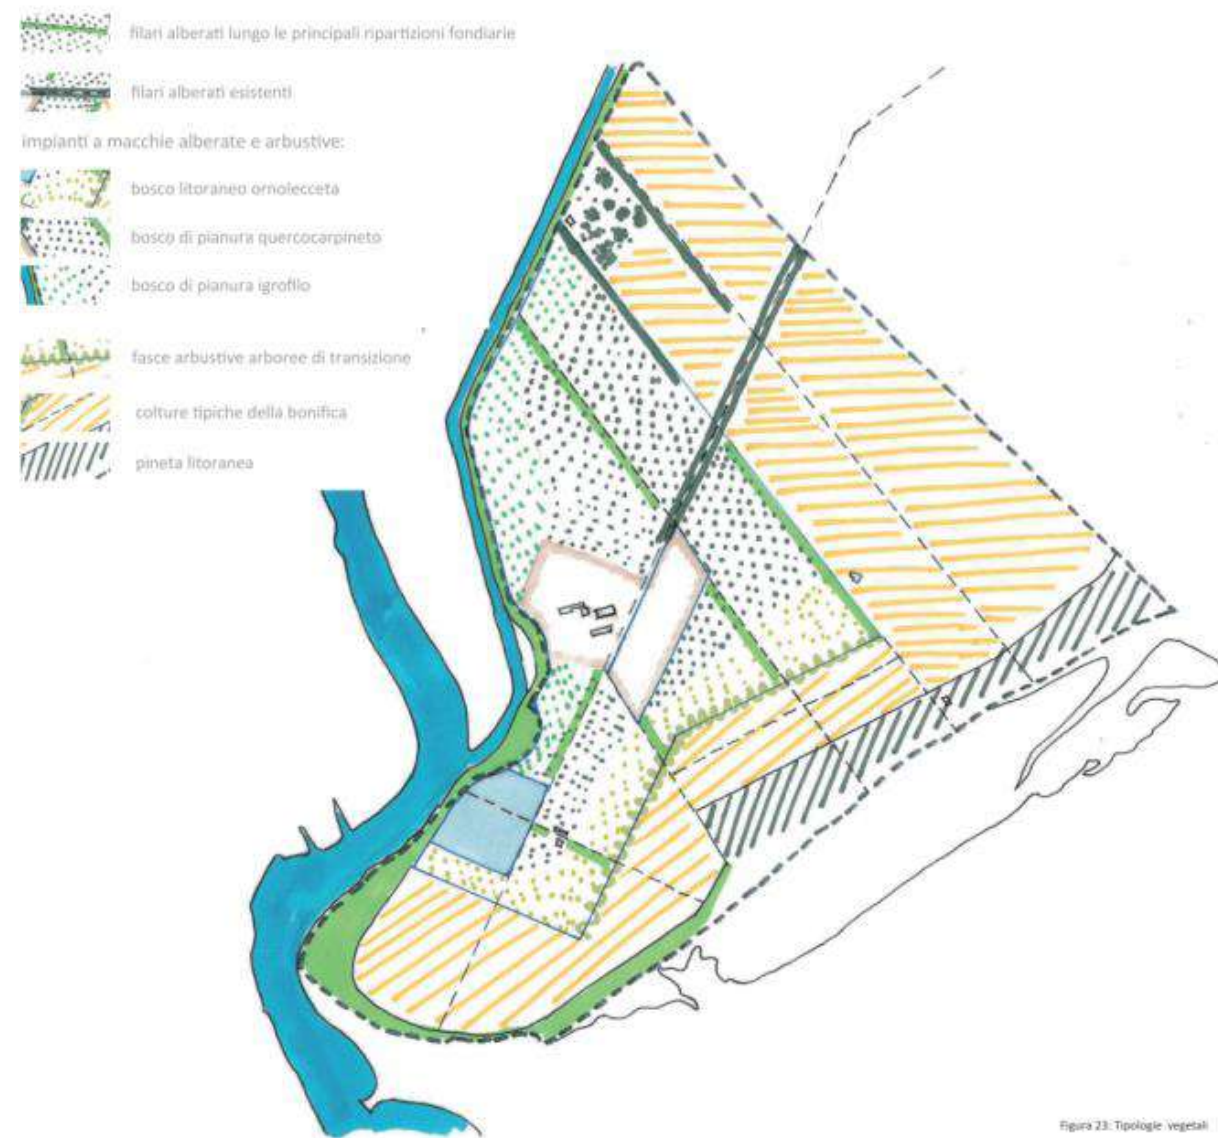 filari alberati lungo le principali ripartizioni fondiarie
filari alberati esistenti
impianti a macchie alberate e arbustive:
bosco litoraneo ornolecceta
bosco di pianura quercocarpineto
bosco di pianura igrofilo
fasce arbustive arboree di transizione
colture tipiche della bonifica
pineta litoranea
Figura 23: Tipologie vegetali